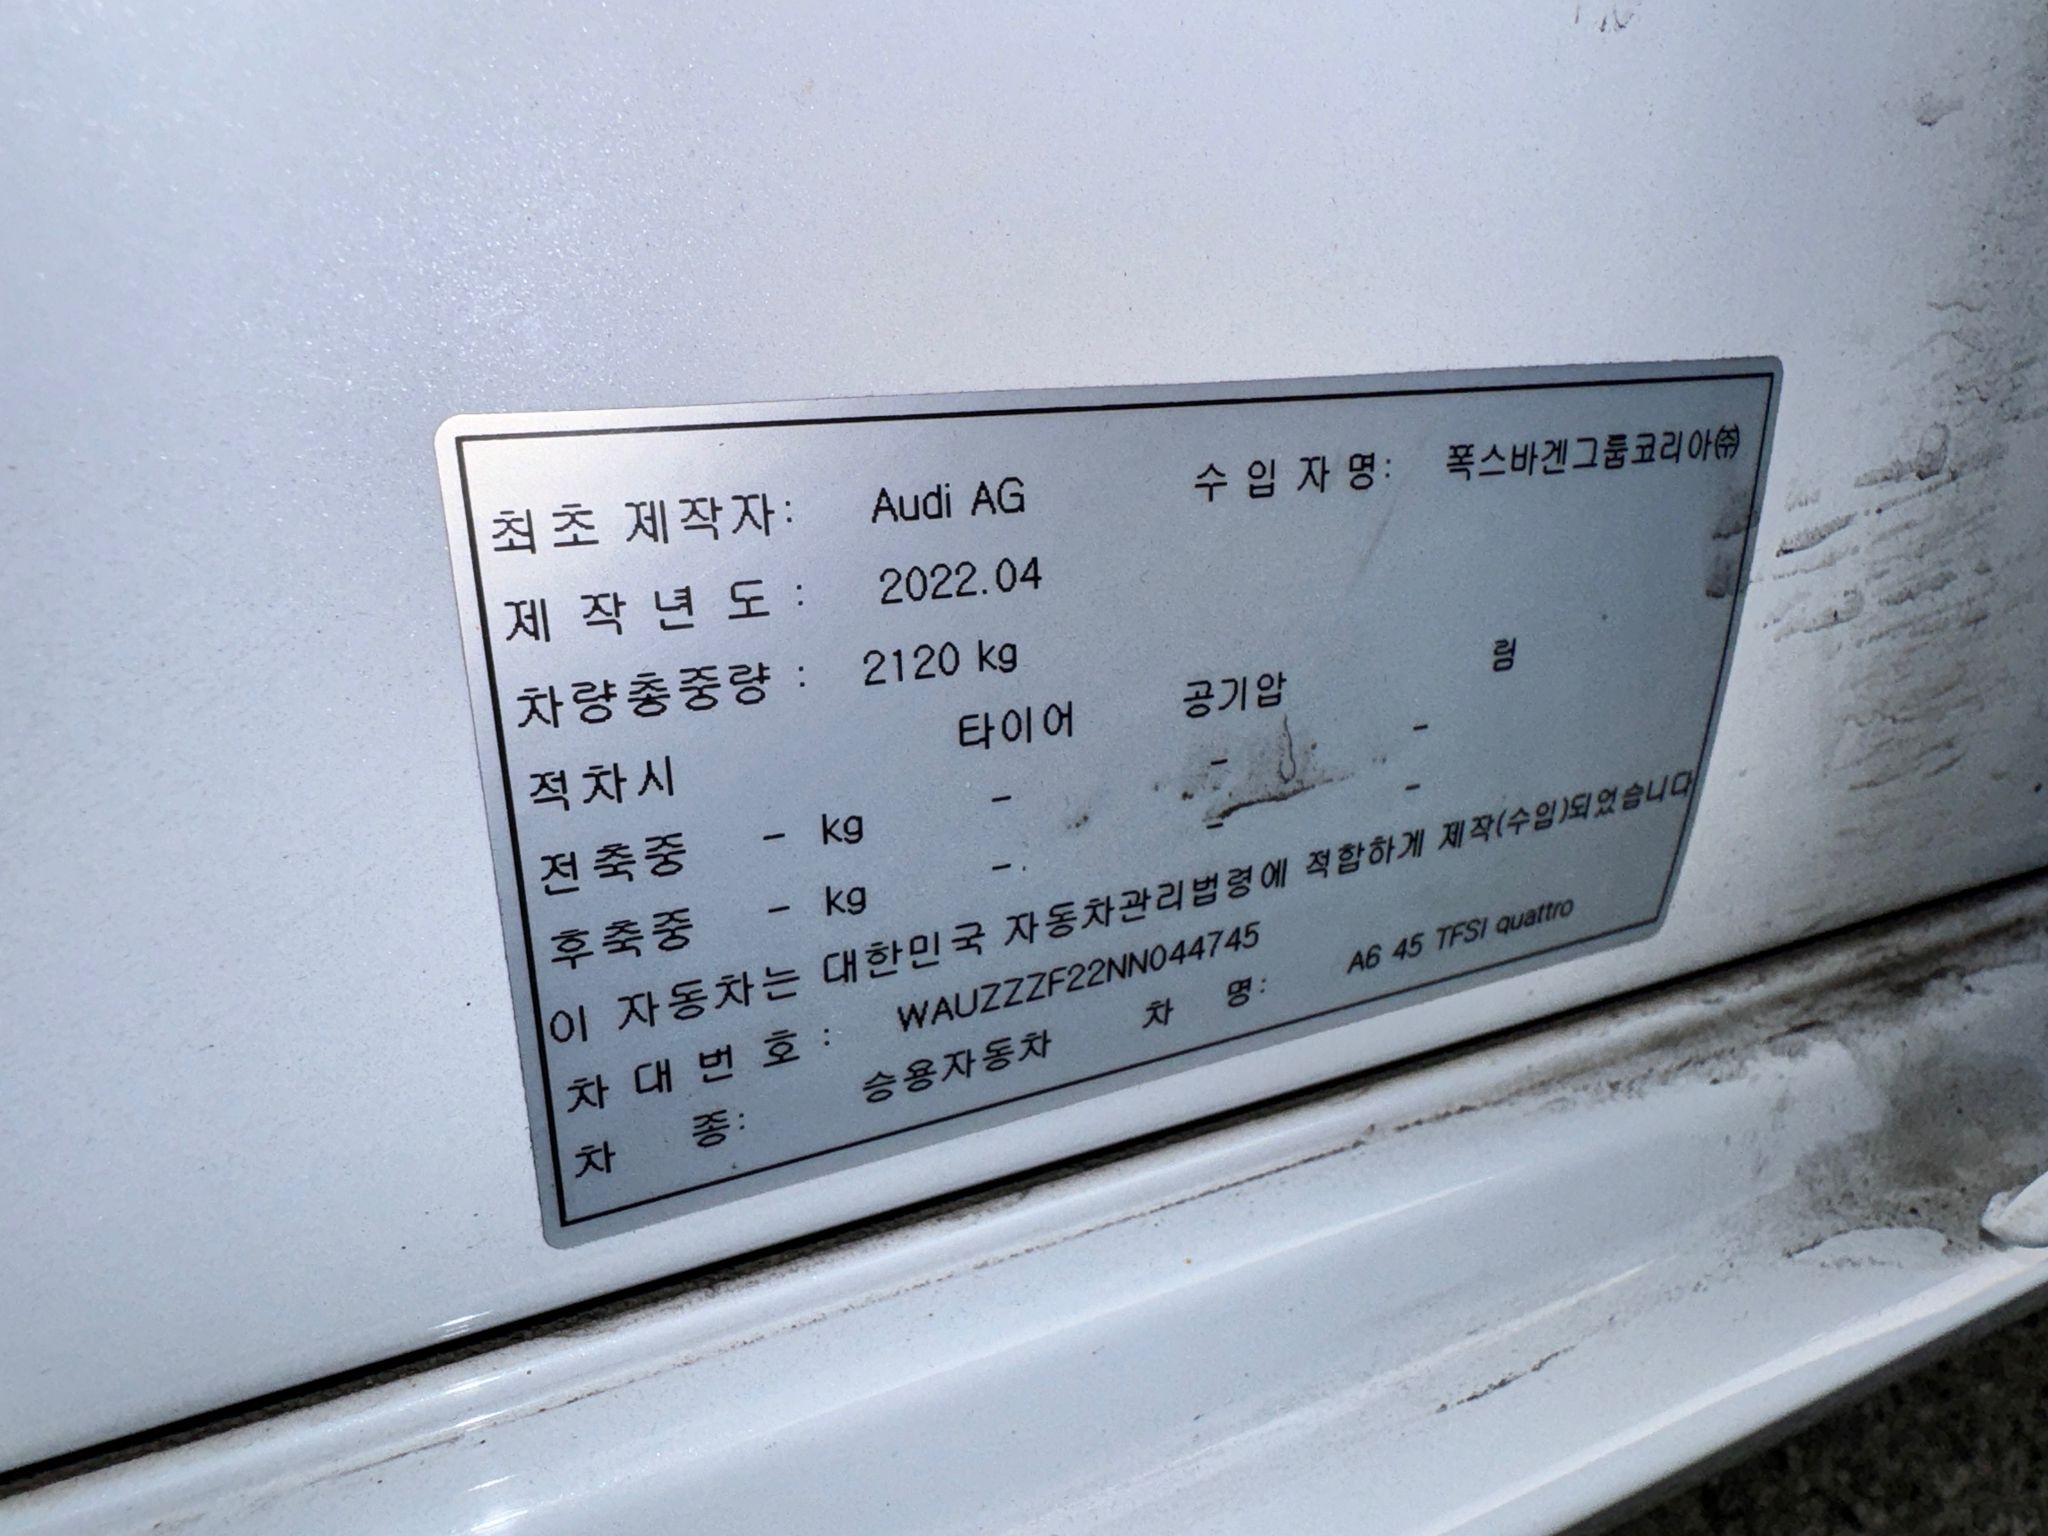 최초 제작자: Audi AG 수입자명: 폭스바겐그룹코리아㈜
제작년도: 2022.04
차량총중량: 2120 kg
적차시 타이어 공기압 림
전축중 - kg - - -
후축중 - kg - - -
이 자동차는 대한민국 자동차관리법령에 적합하게 제작(수입)되었습니다
차대번호: WAUZZZF22NN044745
차 종: 승용자동차 차 명: A6 45 TFSI quattro